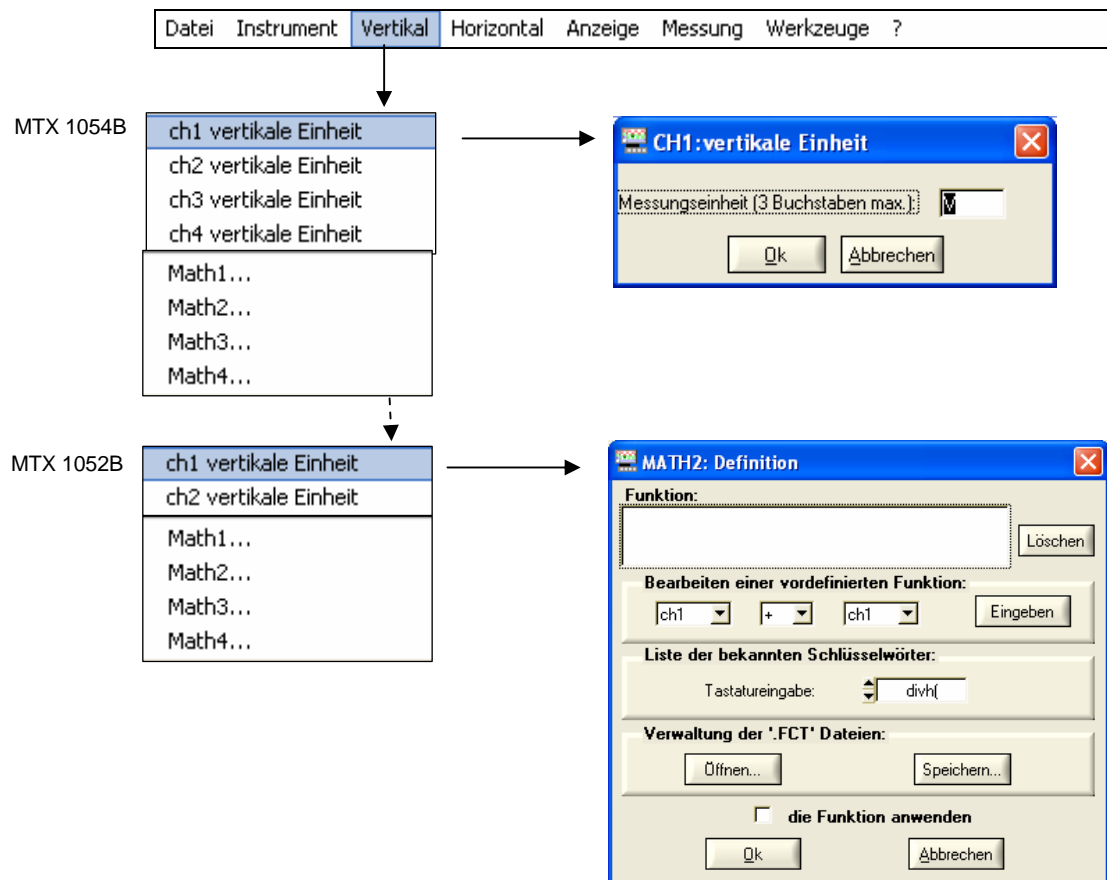 Datei Instrument Vertikal Horizontal Anzeige Messung Werkzeuge ?
MTX 1054B
ch1 vertikale Einheit
ch2 vertikale Einheit
ch3 vertikale Einheit
ch4 vertikale Einheit
Math1...
Math2...
Math3...
Math4...
CH1:vertikale Einheit
Messungseinheit (3 Buchstaben max.): V
Ok Abbrechen
MTX 1052B
ch1 vertikale Einheit
ch2 vertikale Einheit
Math1...
Math2...
Math3...
Math4...
MATH2: Definition
Funktion:
Löschen
Bearbeiten einer vordefinierten Funktion:
ch1 + ch1 Eingeben
Liste der bekannten Schlüsselwörter:
Tastatureingabe: divh(
Verwaltung der '.FCT' Dateien:
Öffnen... Speichern...
die Funktion anwenden
Ok Abbrechen